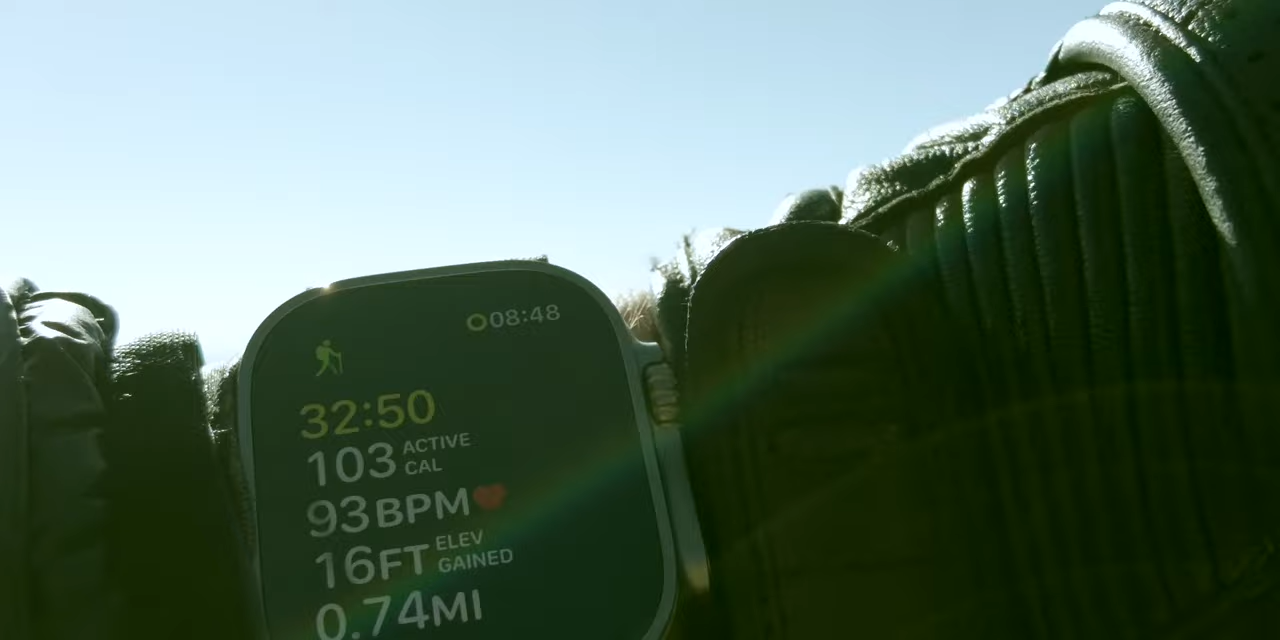 08:48
32:50
103 ACTIVE CAL
93BPM
16FT ELEV GAINED
0.74MI